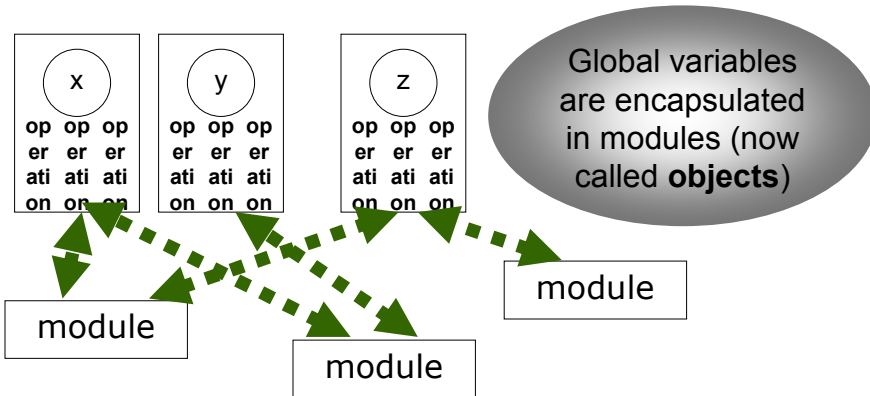 x
y
z
op op op
er er er
ati ati ati
on on on
op op op
er er er
ati ati ati
on on on
op op op
er er er
ati ati ati
on on on
Global variables
are encapsulated
in modules (now
called objects)
module
module
module